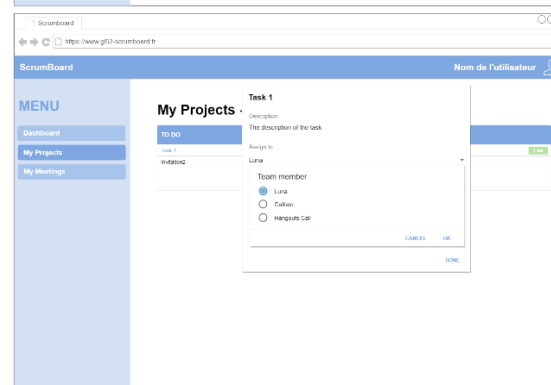 Scrumboard
https://www.gl52-scrumboard.fr
ScrumBoard
Nom de l'utilisateur
MENU
Dashboard
My Projects
My Meetings
My Projects -
TO DO
Task 1
Invitation2
Task 1
Description
The description of the task
Assign to
Luna
Team member
Luna
Callisto
Hangouts Call
CANCEL
OK
DONE